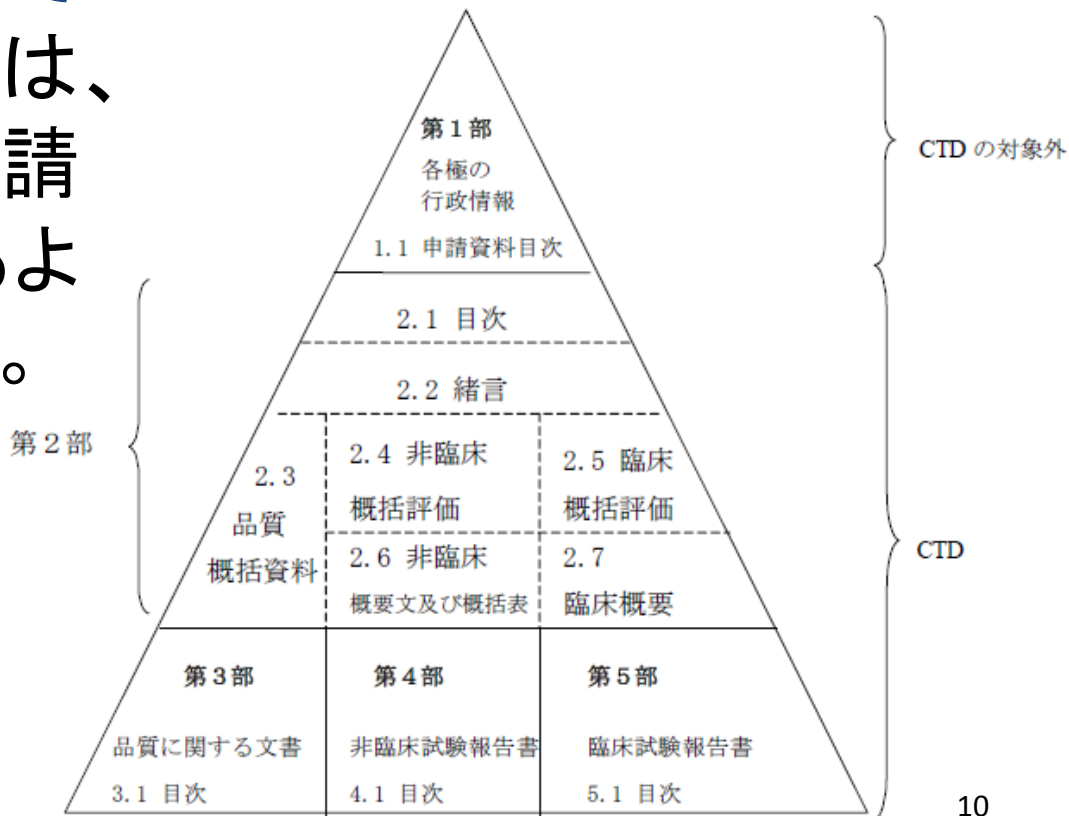 は、
請
るよ
。
第1部
各極の
行政情報
1.1 申請資料目次
CTD の対象外
2.1 目次
2.2 緒言
第2部
2.3
品質
概括資料
2.4 非臨床
概括評価
2.5 臨床
概括評価
2.6 非臨床
概要文及び概括表
2.7
臨床概要
CTD
第3部
品質に関する文書
3.1 目次
第4部
非臨床試験報告書
4.1 目次
第5部
臨床試験報告書
5.1 目次
10